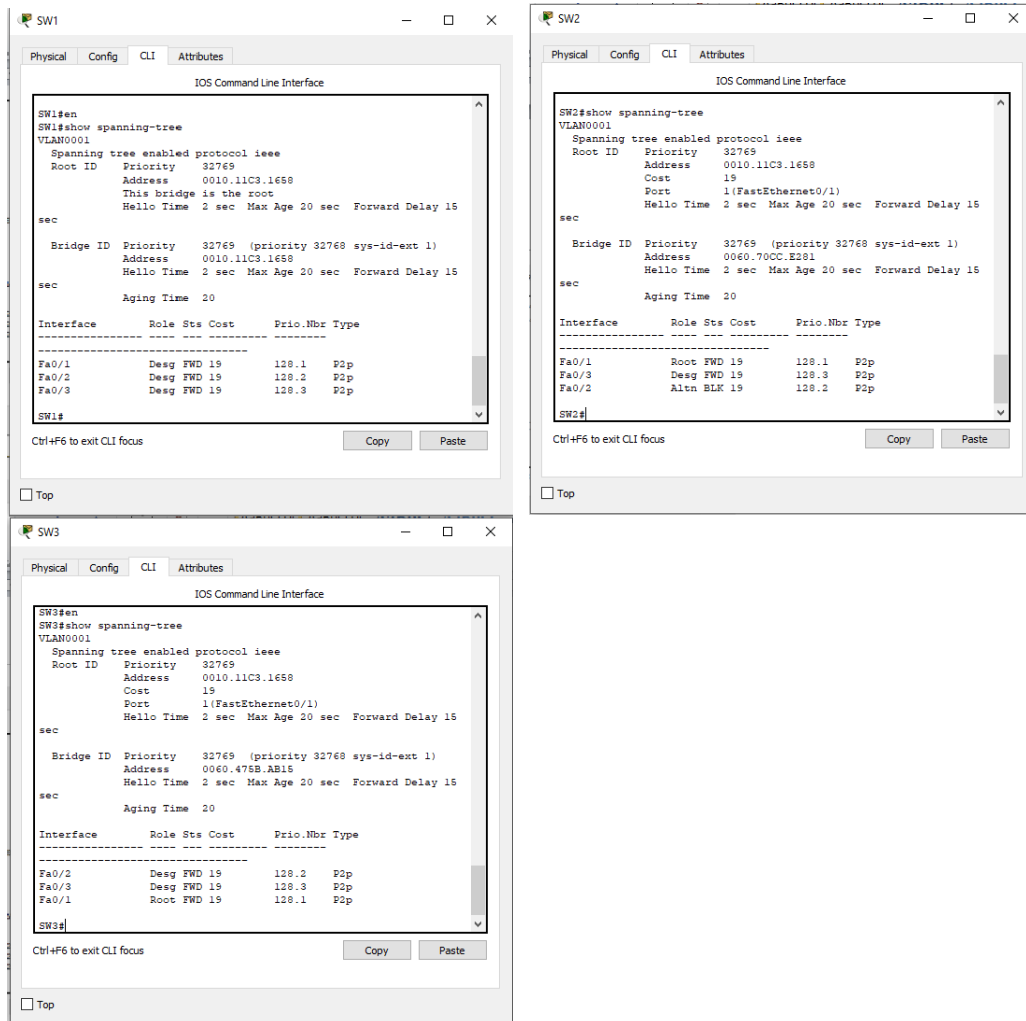 SW1
Physical Config CLI Attributes
IOS Command Line Interface
SW1#en
SW1#show spanning-tree
VLAN0001
Spanning tree enabled protocol ieee
Root ID Priority 32769
Address 0010.11C3.1658
This bridge is the root
Hello Time 2 sec Max Age 20 sec Forward Delay 15
sec
Bridge ID Priority 32769 (priority 32768 sys-id-ext 1)
Address 0010.11C3.1658
Hello Time 2 sec Max Age 20 sec Forward Delay 15
sec
Aging Time 20
Interface Role Sts Cost Prio.Nbr Type
---------------- ---- --- --------- --------
--------------------------------
Fa0/1 Desg FWD 19 128.1 P2p
Fa0/2 Desg FWD 19 128.2 P2p
Fa0/3 Desg FWD 19 128.3 P2p
SW1#
Ctrl+F6 to exit CLI focus Copy Paste
Top
SW2
Physical Config CLI Attributes
IOS Command Line Interface
SW2#show spanning-tree
VLAN0001
Spanning tree enabled protocol ieee
Root ID Priority 32769
Address 0010.11C3.1658
Cost 19
Port 1(FastEthernet0/1)
Hello Time 2 sec Max Age 20 sec Forward Delay 15
sec
Bridge ID Priority 32769 (priority 32768 sys-id-ext 1)
Address 0060.70CC.E281
Hello Time 2 sec Max Age 20 sec Forward Delay 15
sec
Aging Time 20
Interface Role Sts Cost Prio.Nbr Type
---------------- ---- --- --------- --------
--------------------------------
Fa0/1 Root FWD 19 128.1 P2p
Fa0/3 Desg FWD 19 128.3 P2p
Fa0/2 Altn BLK 19 128.2 P2p
SW2#
Ctrl+F6 to exit CLI focus Copy Paste
Top
SW3
Physical Config CLI Attributes
IOS Command Line Interface
SW3#en
SW3#show spanning-tree
VLAN0001
Spanning tree enabled protocol ieee
Root ID Priority 32769
Address 0010.11C3.1658
Cost 19
Port 1(FastEthernet0/1)
Hello Time 2 sec Max Age 20 sec Forward Delay 15
sec
Bridge ID Priority 32769 (priority 32768 sys-id-ext 1)
Address 0060.475B.AB15
Hello Time 2 sec Max Age 20 sec Forward Delay 15
sec
Aging Time 20
Interface Role Sts Cost Prio.Nbr Type
---------------- ---- --- --------- --------
--------------------------------
Fa0/2 Desg FWD 19 128.2 P2p
Fa0/3 Desg FWD 19 128.3 P2p
Fa0/1 Root FWD 19 128.1 P2p
SW3#
Ctrl+F6 to exit CLI focus Copy Paste
Top